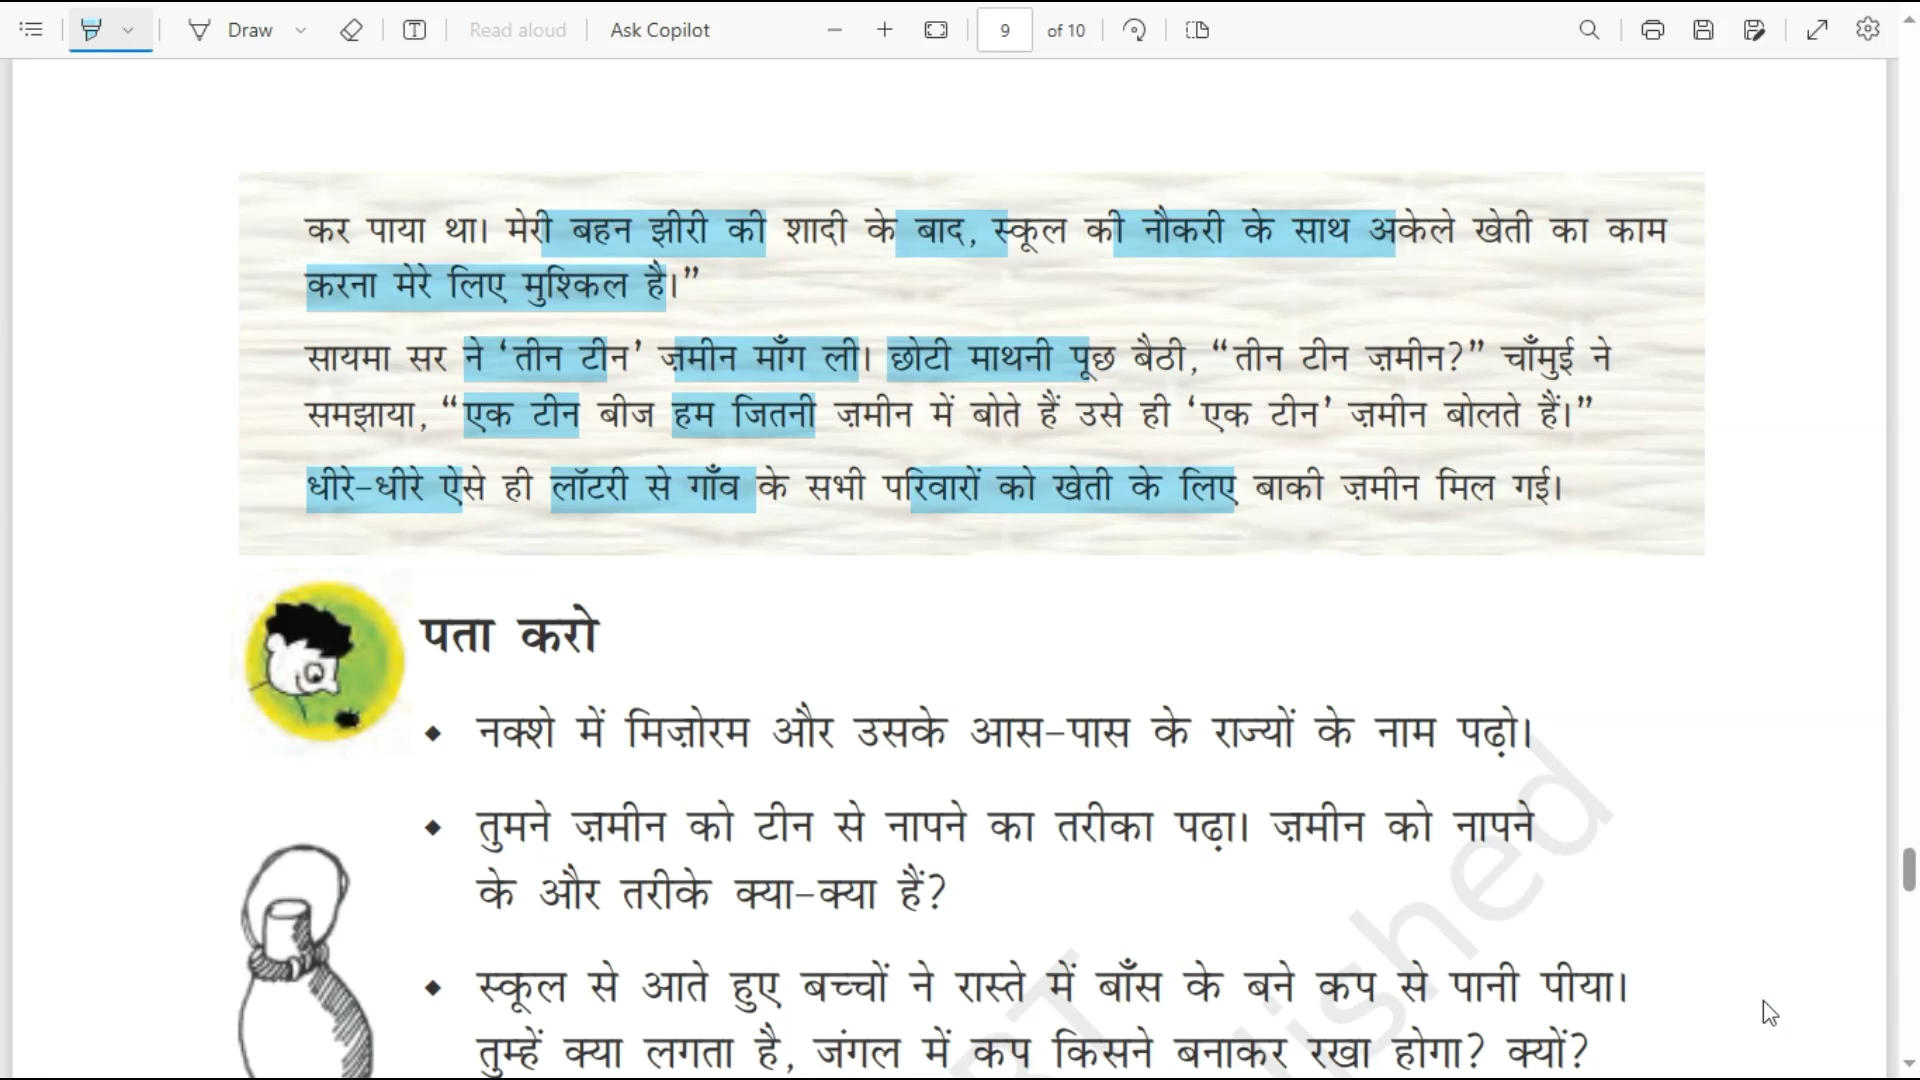 Draw
Read aloud
Ask Copilot
9
of 10
कर पाया था। मेरी बहन झीरी की शादी के बाद, स्कूल की नौकरी के साथ अकेले खेती का काम
करना मेरे लिए मुश्किल है।”
सायमा सर ने ‘तीन टीन’ ज़मीन माँग ली। छोटी माथनी पूछ बैठी, “तीन टीन ज़मीन?” चाँमुई ने
समझाया, “एक टीन बीज हम जितनी ज़मीन में बोते हैं उसे ही ‘एक टीन’ ज़मीन बोलते हैं।”
धीरे-धीरे ऐसे ही लॉटरी से गाँव के सभी परिवारों को खेती के लिए बाकी ज़मीन मिल गई।
पता करो
◆ नक्शे में मिज़ोरम और उसके आस-पास के राज्यों के नाम पढ़ो।
◆ तुमने ज़मीन को टीन से नापने का तरीका पढ़ा। ज़मीन को नापने
के और तरीके क्या-क्या हैं?
◆ स्कूल से आते हुए बच्चों ने रास्ते में बाँस के बने कप से पानी पीया।
तुम्हें क्या लगता है, जंगल में कप किसने बनाकर रखा होगा? क्यों?